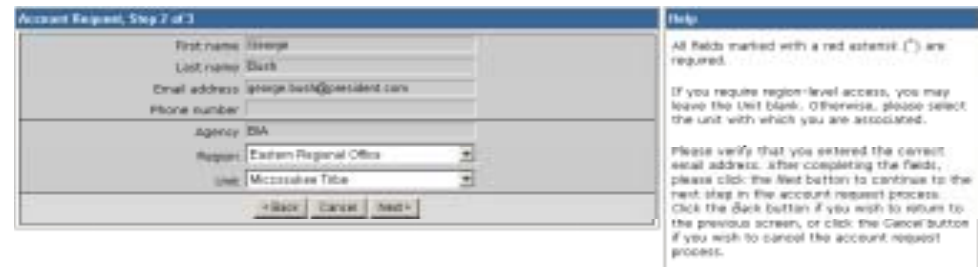 Account Request, Step 2 of 3
First name George
Last name Bush
Email address george.bush@president.com
Phone number
Agency BIA
Region Eastern Regional Office
Unit Miccosukee Tribe
<Back Cancel Next>
Help
All fields marked with a red asterisk (*) are
required.
If you require region-level access, you may
leave the Unit blank. Otherwise, please select
the unit with which you are associated.
Please verify that you entered the correct
email address. After completing the fields,
please click the Next button to continue to the
next step in the account request process.
Click the Back button if you wish to return to
the previous screen, or click the Cancel button
if you wish to cancel the account request
process.